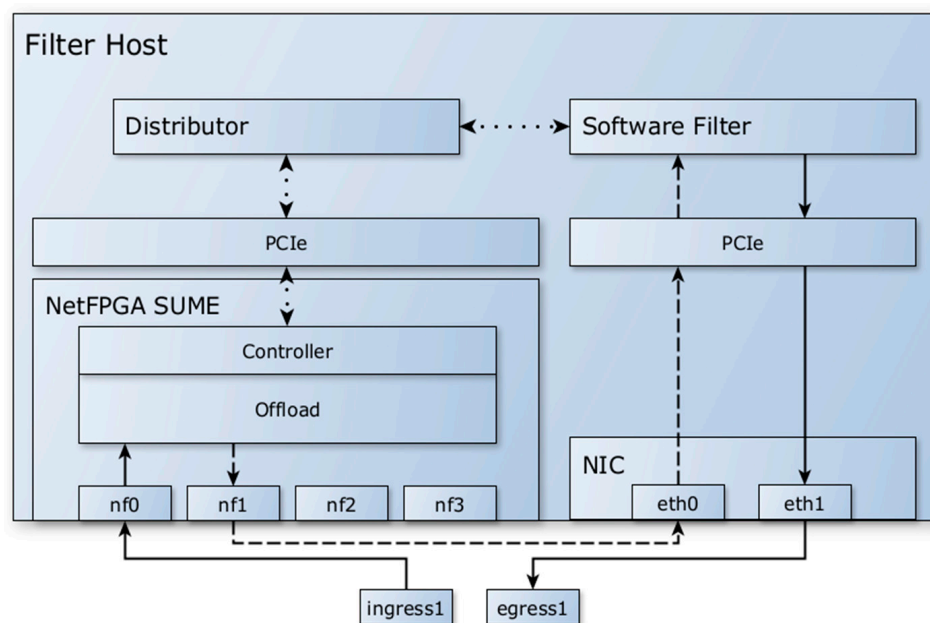 Filter Host
Distributor
Software Filter
PCIe
PCIe
NetFPGA SUME
Controller
Offload
NIC
nf0
nf1
nf2
nf3
eth0
eth1
ingress1
egress1